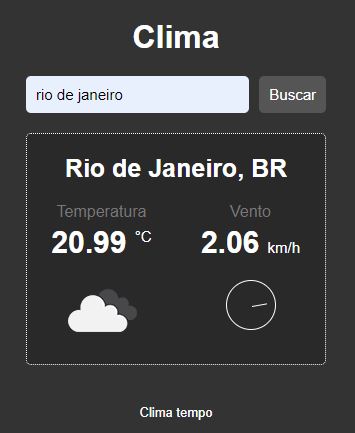 Clima
rio de janeiro Buscar
Rio de Janeiro, BR
Temperatura Vento
20.99 °C 2.06 km/h
Clima tempo